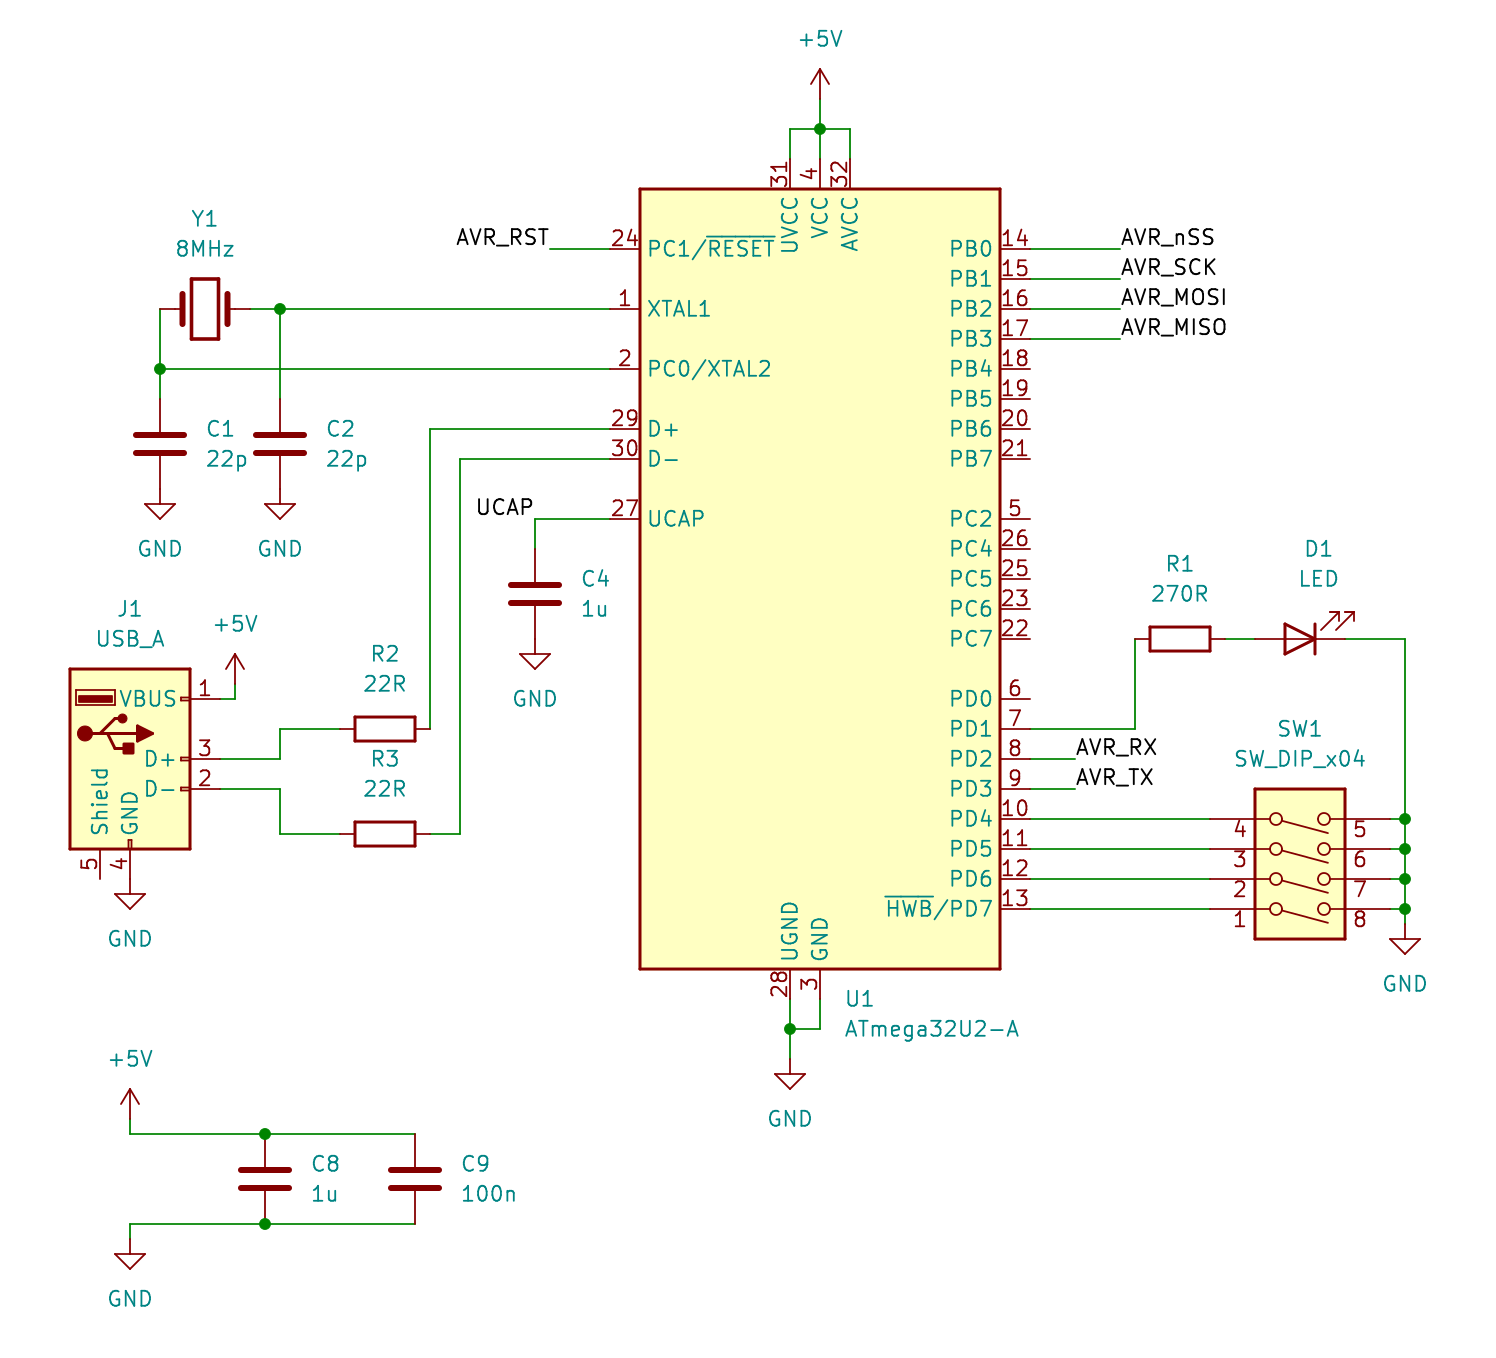 +5V
31
4
32
UVCC
VCC
AVCC
Y1
8MHz
AVR_RST
24
PC1/RESET
1
XTAL1
2
PC0/XTAL2
29
D+
30
D-
UCAP
27
UCAP
C1
22p
C2
22p
GND
GND
C4
1u
GND
PB0
14
AVR_nSS
PB1
15
AVR_SCK
PB2
16
AVR_MOSI
PB3
17
AVR_MISO
PB4
18
PB5
19
PB6
20
PB7
21
PC2
5
PC4
26
PC5
25
PC6
23
PC7
22
PD0
6
PD1
7
PD2
8
AVR_RX
PD3
9
AVR_TX
PD4
10
PD5
11
PD6
12
HWB/PD7
13
R1
270R
D1
LED
SW1
SW_DIP_x04
4
5
3
6
2
7
1
8
GND
J1
USB_A
+5V
VBUS
1
D+
3
D-
2
Shield
GND
5
4
GND
R2
22R
R3
22R
UGND
GND
28
3
U1
ATmega32U2-A
GND
+5V
C8
1u
C9
100n
GND